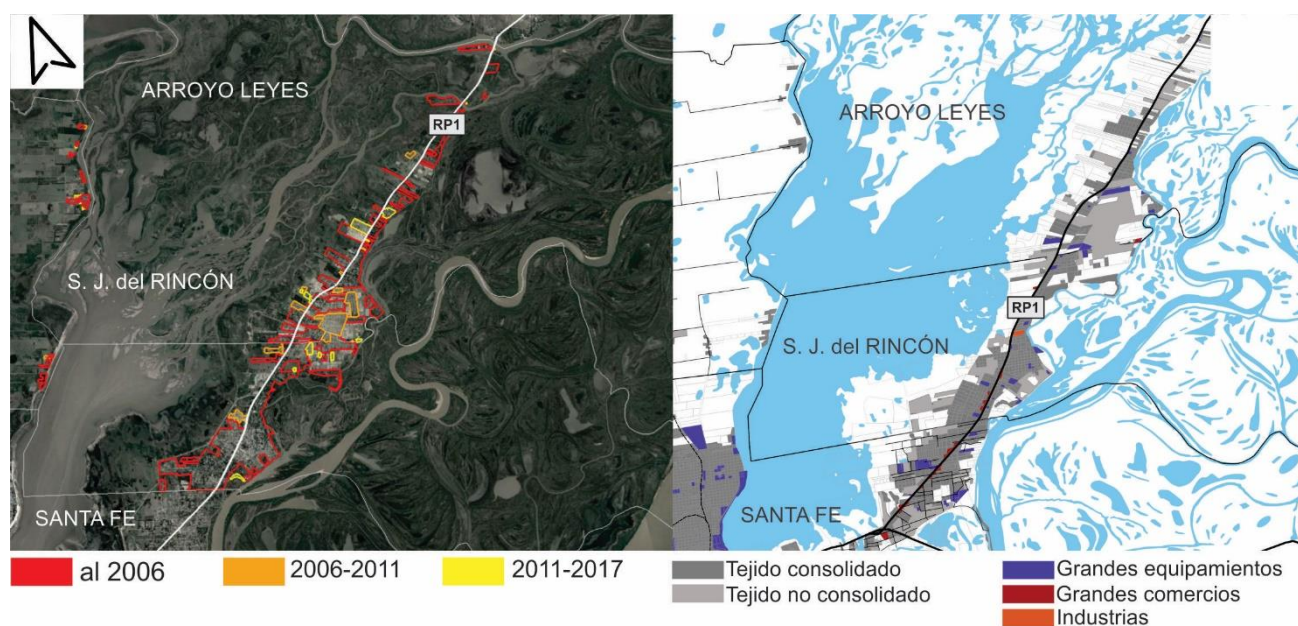 ARROYO LEYES
RP1
S. J. del RINCÓN
SANTA FE
ARROYO LEYES
RP1
S. J. del RINCÓN
SANTA FE
al 2006
2006-2011
2011-2017
Tejido consolidado
Tejido no consolidado
Grandes equipamientos
Grandes comercios
Industrias